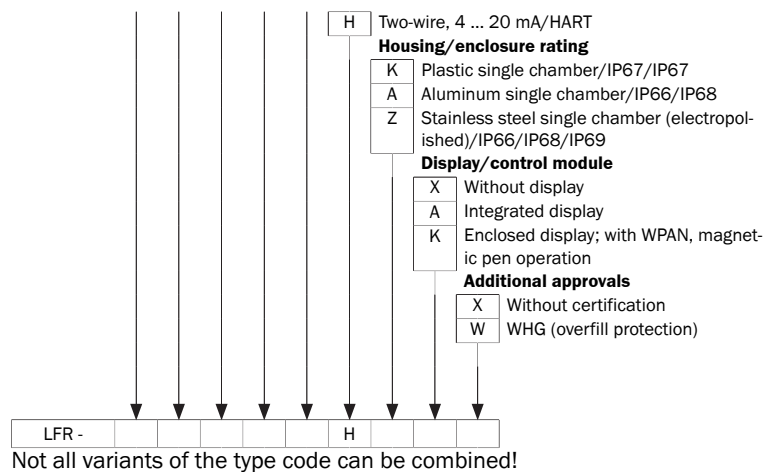 H Two-wire, 4 ... 20 mA/HART
Housing/enclosure rating
K Plastic single chamber/IP67/IP67
A Aluminum single chamber/IP66/IP68
Z Stainless steel single chamber (electropol-
ished)/IP66/IP68/IP69
Display/control module
X Without display
A Integrated display
K Enclosed display; with WPAN, magnet-
ic pen operation
Additional approvals
X Without certification
W WHG (overfill protection)
LFR - H
Not all variants of the type code can be combined!